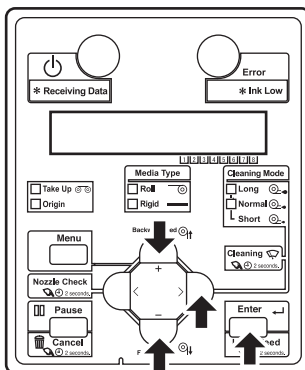 Error
* Receiving Data
* Ink Low
1 2 3 4 5 6 7 8
Media Type
Cleaning Mode
Take Up
Origin
Roll
Rigid
Long
Normal
Short
Menu
+
Cleaning
2 seconds.
Nozzle Check
2 seconds.
< >
Pause
Enter
−
Cancel
2 seconds.